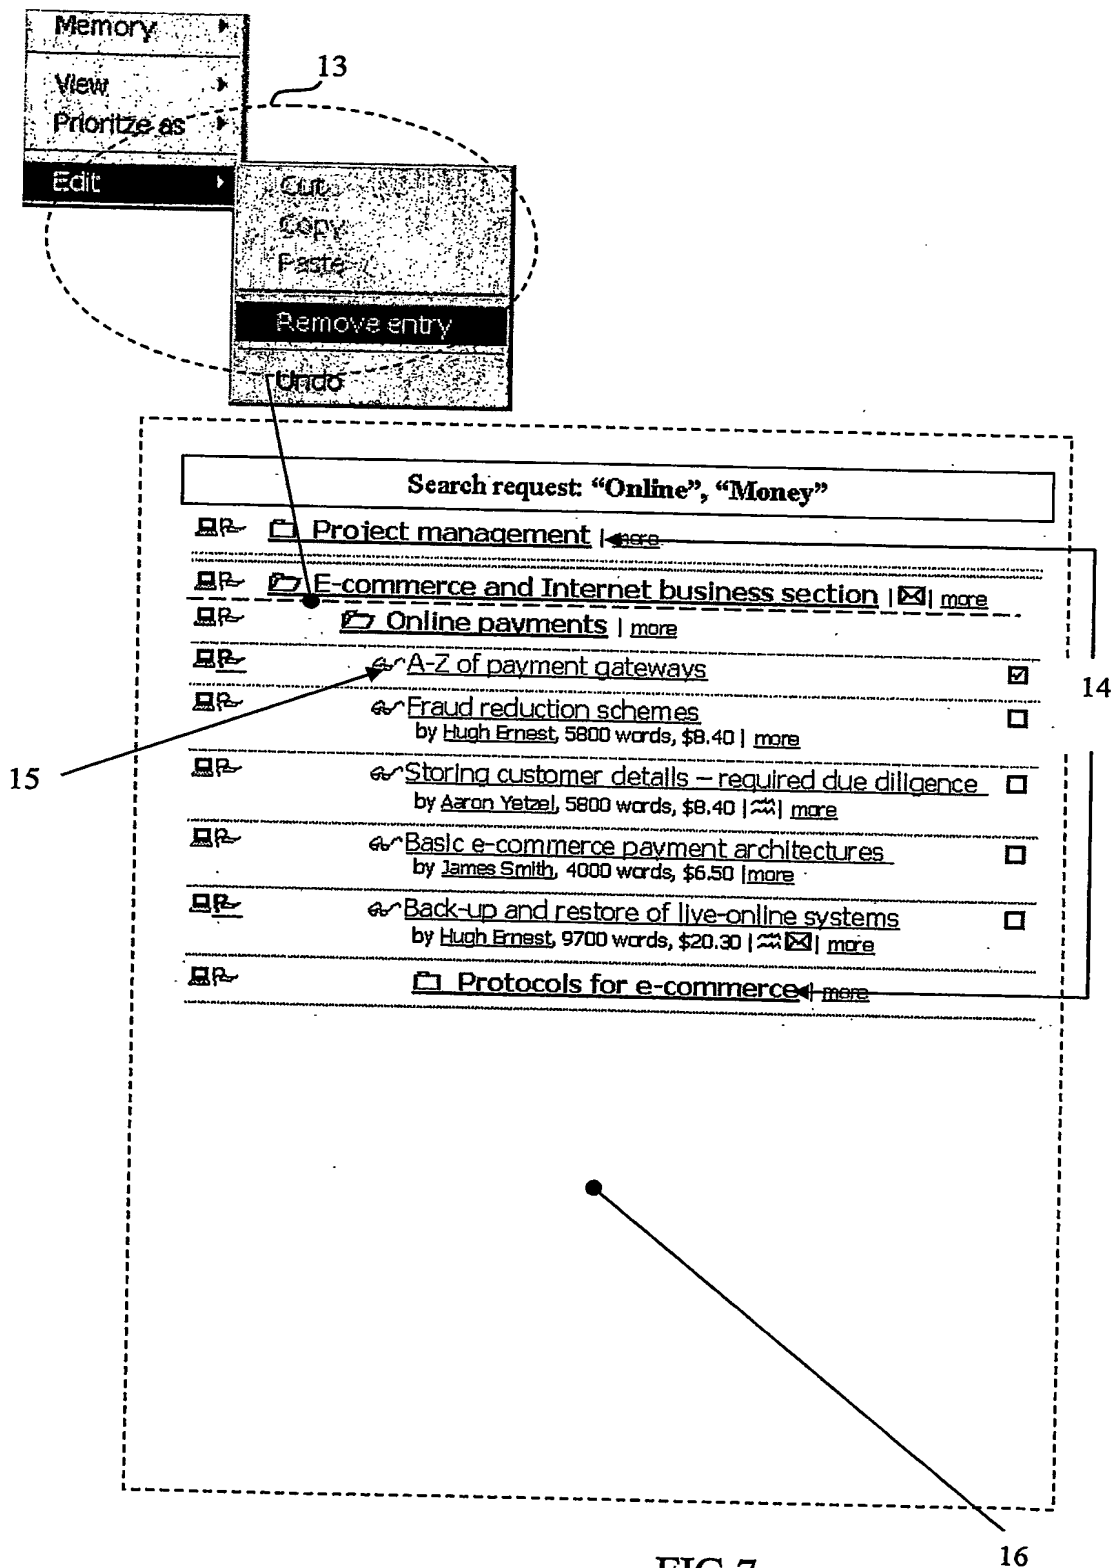 Memory
13
View
Prioritze as
Edit
Cut
Copy
Paste
Remove entry
Undo
Search request: “Online”, “Money”
Project management | more
E-commerce and Internet business section | | more
Online payments | more
A-Z of payment gateways
14
Fraud reduction schemes
by Hugh Ernest, 5800 words, $8.40 | more
15
Storing customer details – required due diligence
by Aaron Yetzel, 5800 words, $8.40 | | more
Basic e-commerce payment architectures
by James Smith, 4000 words, $6.50 | more
Back-up and restore of live-online systems
by Hugh Ernest, 9700 words, $20.30 | | more
Protocols for e-commerce | more
16
FIG 7